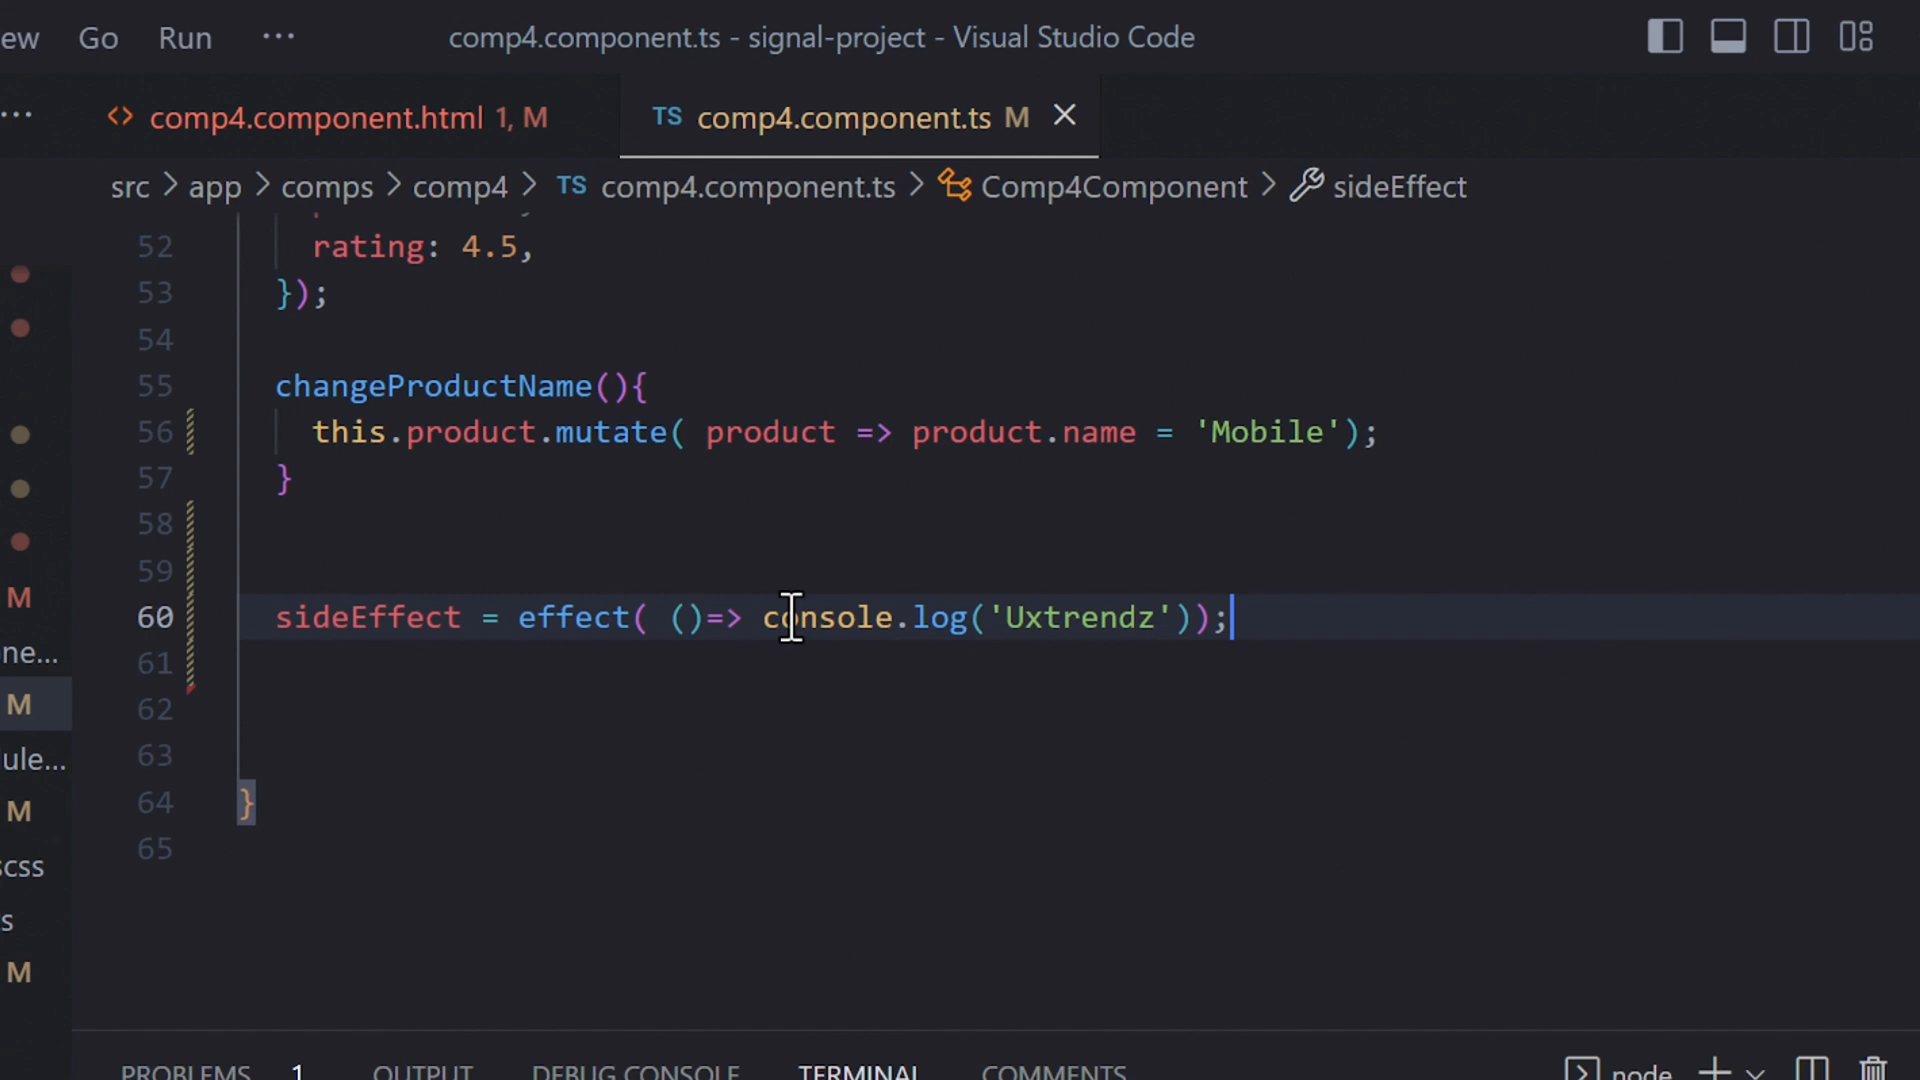 ew Go Run ··· comp4.component.ts - signal-project - Visual Studio Code
··· <> comp4.component.html 1, M TS comp4.component.ts M
src > app > comps > comp4 > TS comp4.component.ts > Comp4Component > sideEffect
52 rating: 4.5,
53 });
54
55 changeProductName(){
56 this.product.mutate( product => product.name = 'Mobile');
57 }
58
59
60 sideEffect = effect( ()=> console.log('Uxtrendz'));
61
62
63
64 }
65
M
ne...
M
ule...
M
css
s
M
PROBLEMS 1 OUTPUT DEBUG CONSOLE TERMINAL COMMENTS node